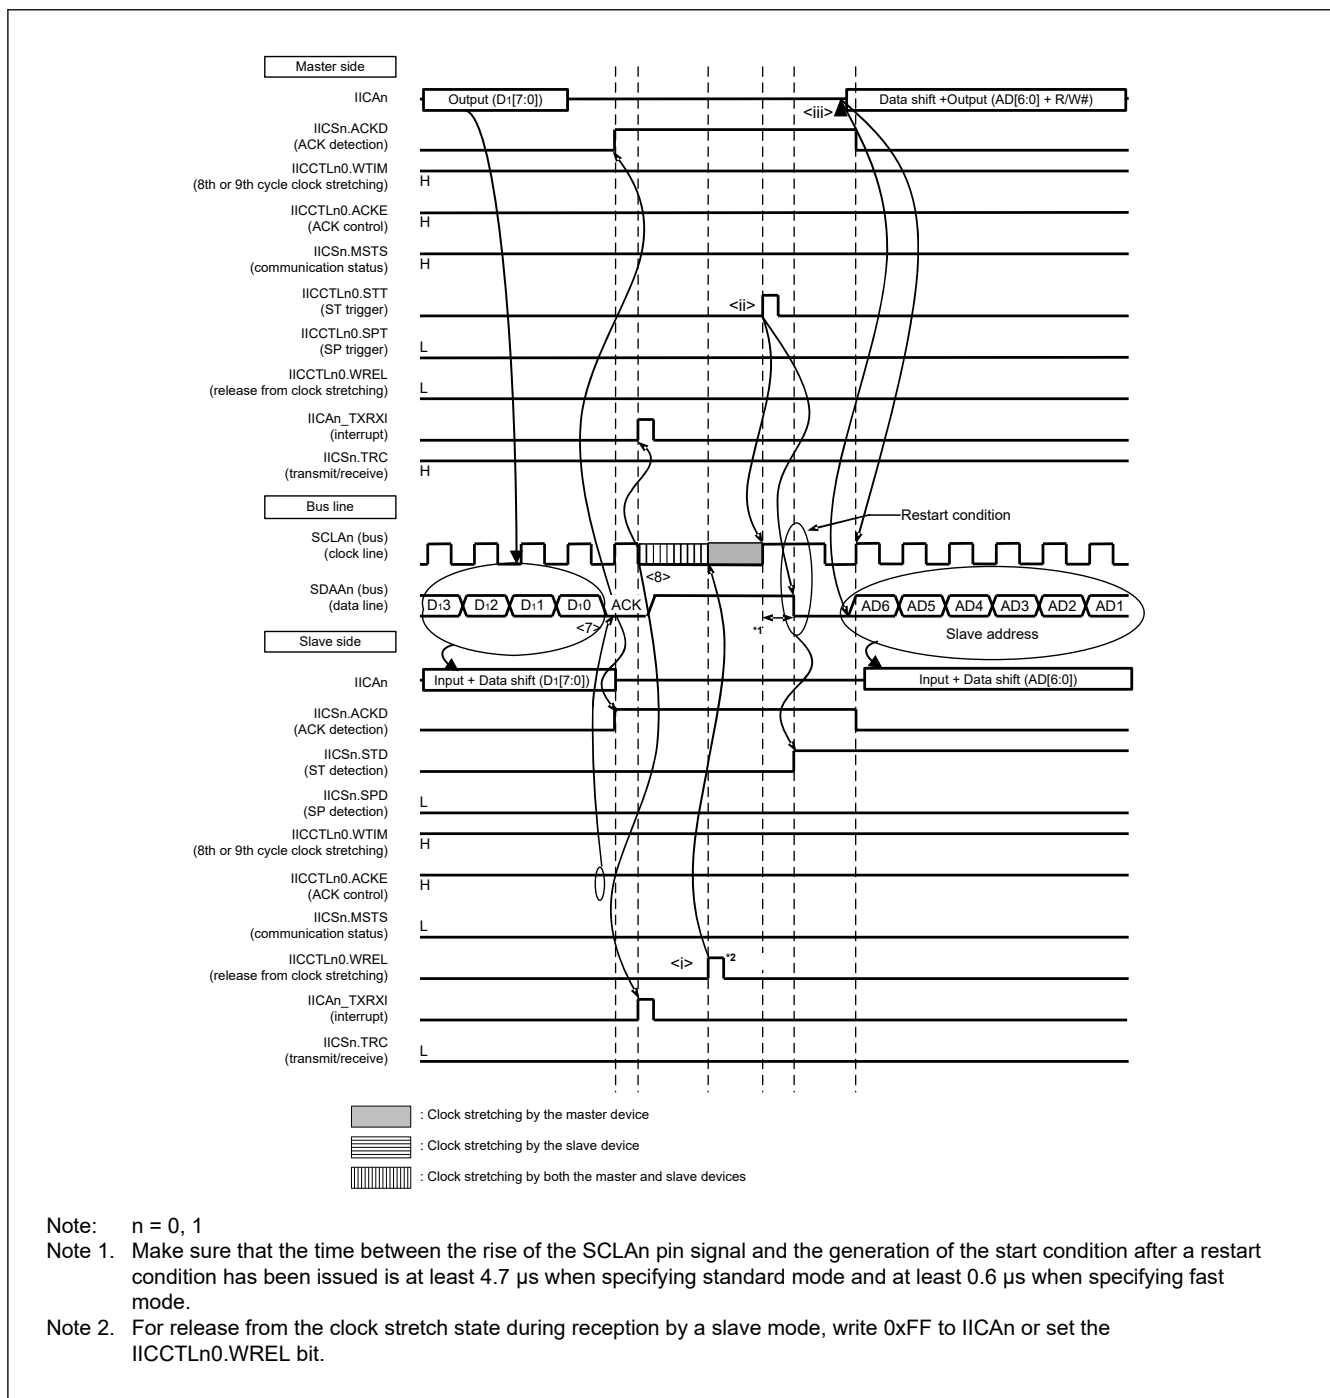 Master side
IICAn
Output (D1[7:0])
Data shift +Output (AD[6:0] + R/W#)
<iii>
IICSn.ACKD
(ACK detection)
IICCTLn0.WTIM
(8th or 9th cycle clock stretching)
H
IICCTLn0.ACKE
(ACK control)
H
IICSn.MSTS
(communication status)
H
IICCTLn0.STT
(ST trigger)
<ii>
IICCTLn0.SPT
(SP trigger)
L
IICCTLn0.WREL
(release from clock stretching)
L
IICAn_TXRXI
(interrupt)
IICSn.TRC
(transmit/receive)
H
Bus line
Restart condition
SCLAn (bus)
(clock line)
<8>
SDAAn (bus)
(data line)
D13 D12 D11 D10 ACK AD6 AD5 AD4 AD3 AD2 AD1
<7>
*1
Slave address
Slave side
IICAn
Input + Data shift (D1[7:0])
Input + Data shift (AD[6:0])
IICSn.ACKD
(ACK detection)
IICSn.STD
(ST detection)
IICSn.SPD
(SP detection)
L
IICCTLn0.WTIM
(8th or 9th cycle clock stretching)
H
IICCTLn0.ACKE
(ACK control)
H
IICSn.MSTS
(communication status)
L
IICCTLn0.WREL
(release from clock stretching)
<i>
*2
IICAn_TXRXI
(interrupt)
IICSn.TRC
(transmit/receive)
L
: Clock stretching by the master device
: Clock stretching by the slave device
: Clock stretching by both the master and slave devices
Note: n = 0, 1
Note 1. Make sure that the time between the rise of the SCLAn pin signal and the generation of the start condition after a restart
condition has been issued is at least 4.7 µs when specifying standard mode and at least 0.6 µs when specifying fast
mode.
Note 2. For release from the clock stretch state during reception by a slave mode, write 0xFF to IICAn or set the
IICCTLn0.WREL bit.